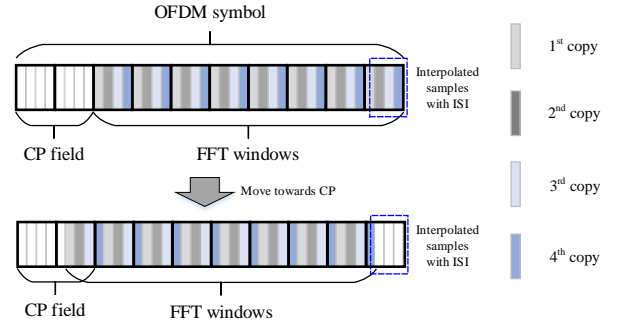 OFDM symbol
Interpolated
samples
with ISI
CP field
FFT windows
Move towards CP
Interpolated
samples
with ISI
CP field
FFT windows
1st copy
2nd copy
3rd copy
4th copy